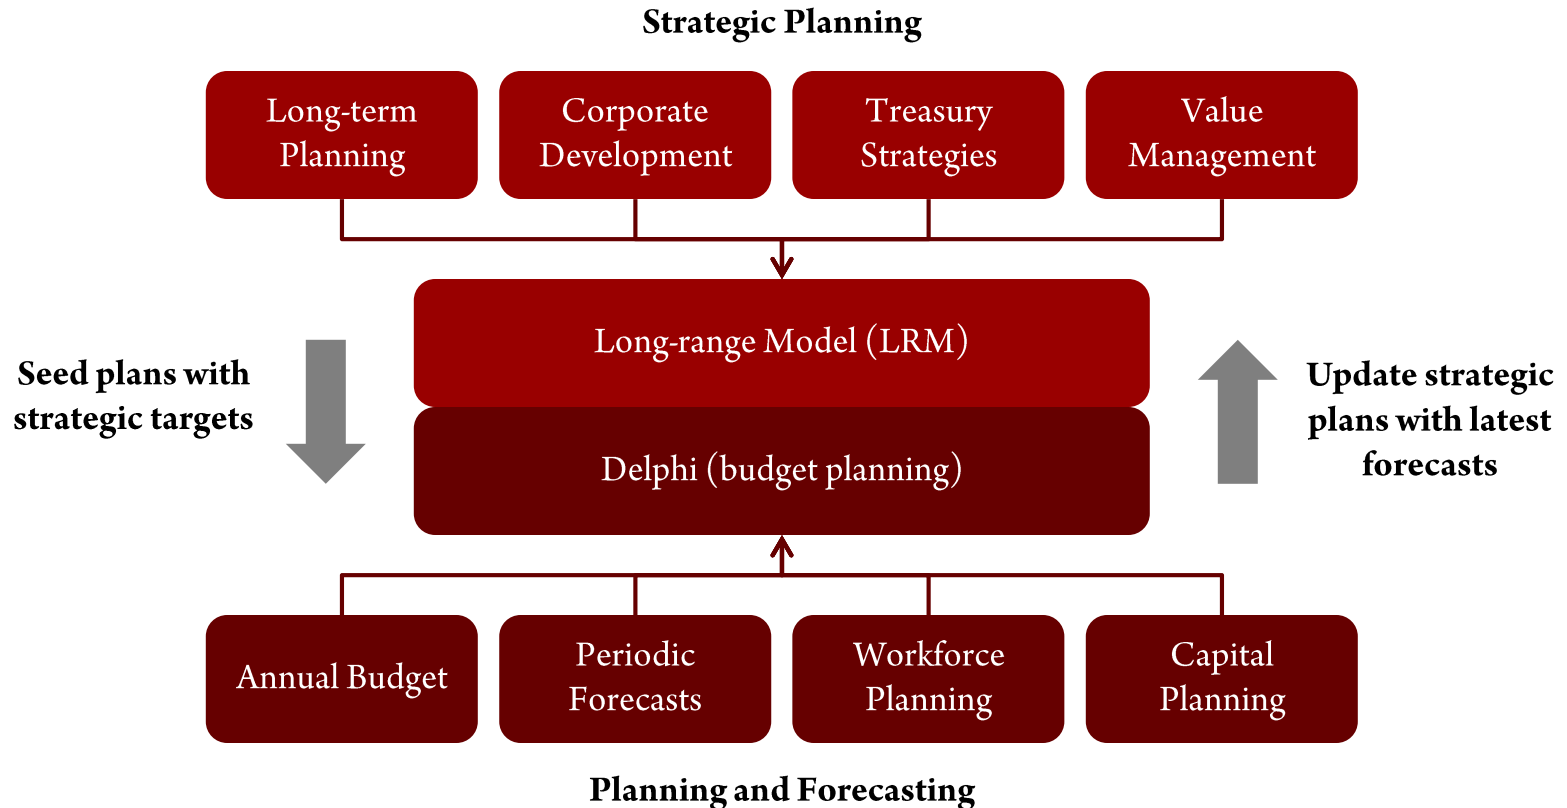 Strategic Planning
Long-term
Planning
Corporate
Development
Treasury
Strategies
Value
Management
Long-range Model (LRM)
Seed plans with
strategic targets
Update strategic
plans with latest
forecasts
Delphi (budget planning)
Annual Budget
Periodic
Forecasts
Workforce
Planning
Capital
Planning
Planning and Forecasting